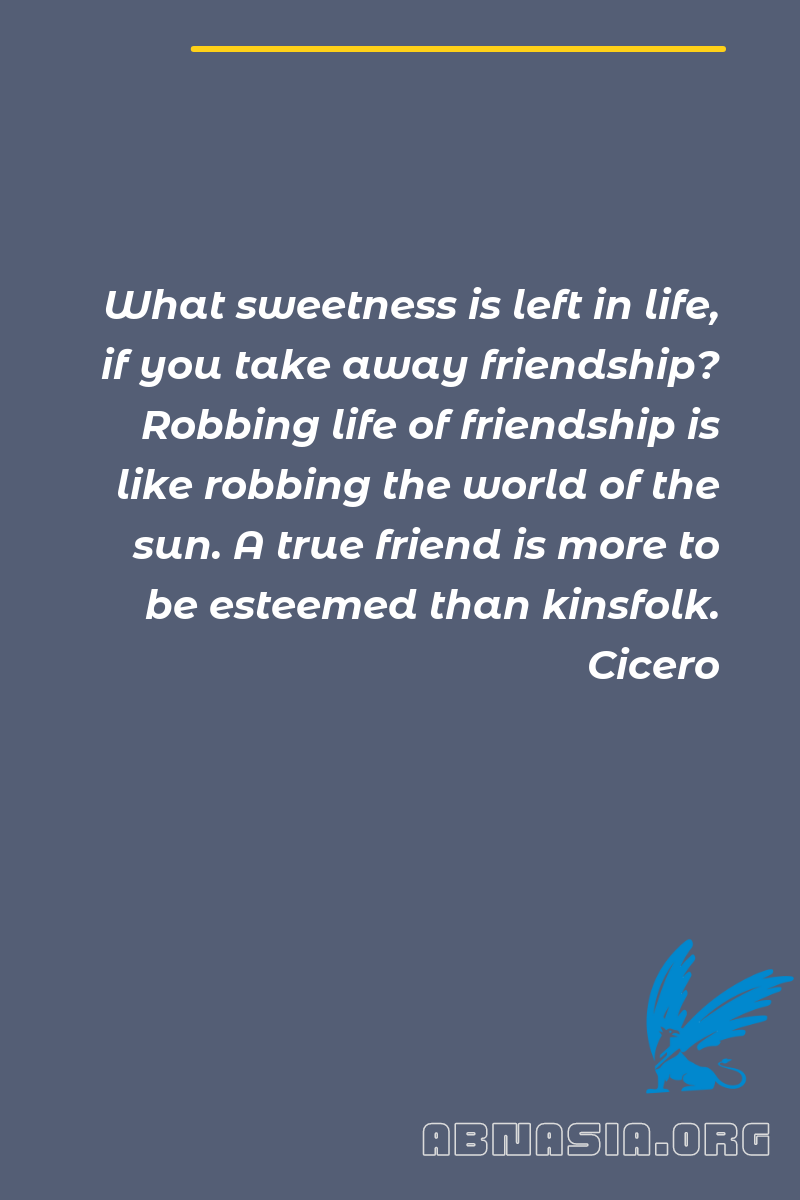 What sweetness is left in life,
if you take away friendship?
Robbing life of friendship is
like robbing the world of the
sun. A true friend is more to
be esteemed than kinsfolk.
Cicero
ABNASIA.ORG